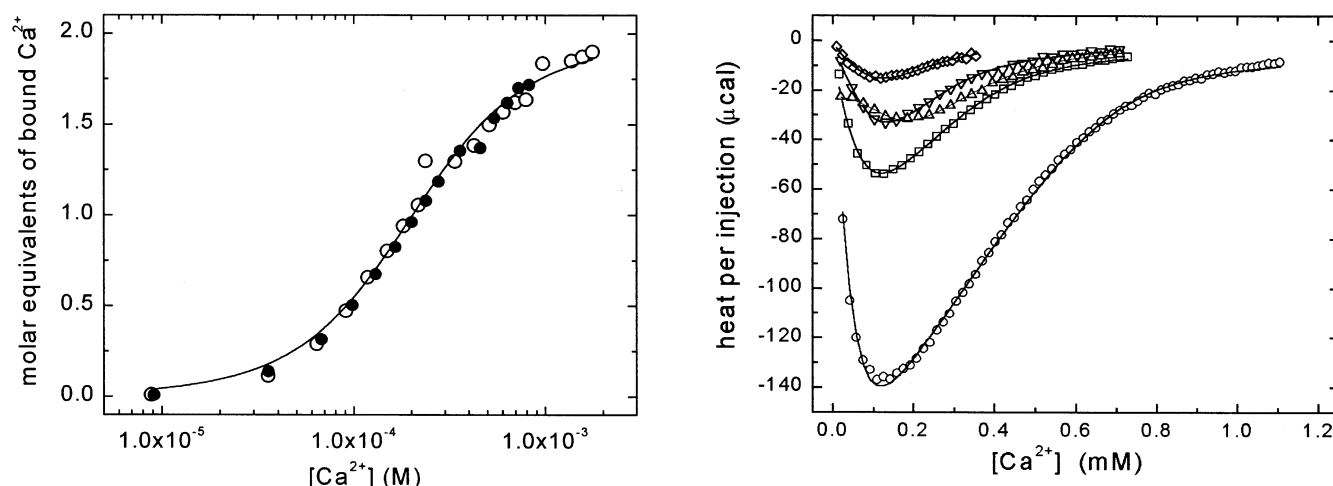 molar equivalents of bound Ca²⁺
2.0
1.5
1.0
0.5
0.0
1.0x10⁻⁵
1.0x10⁻⁴
1.0x10⁻³
[Ca²⁺] (M)
heat per injection (μcal)
0
-20
-40
-60
-80
-100
-120
-140
0.0
0.2
0.4
0.6
0.8
1.0
1.2
[Ca²⁺] (mM)